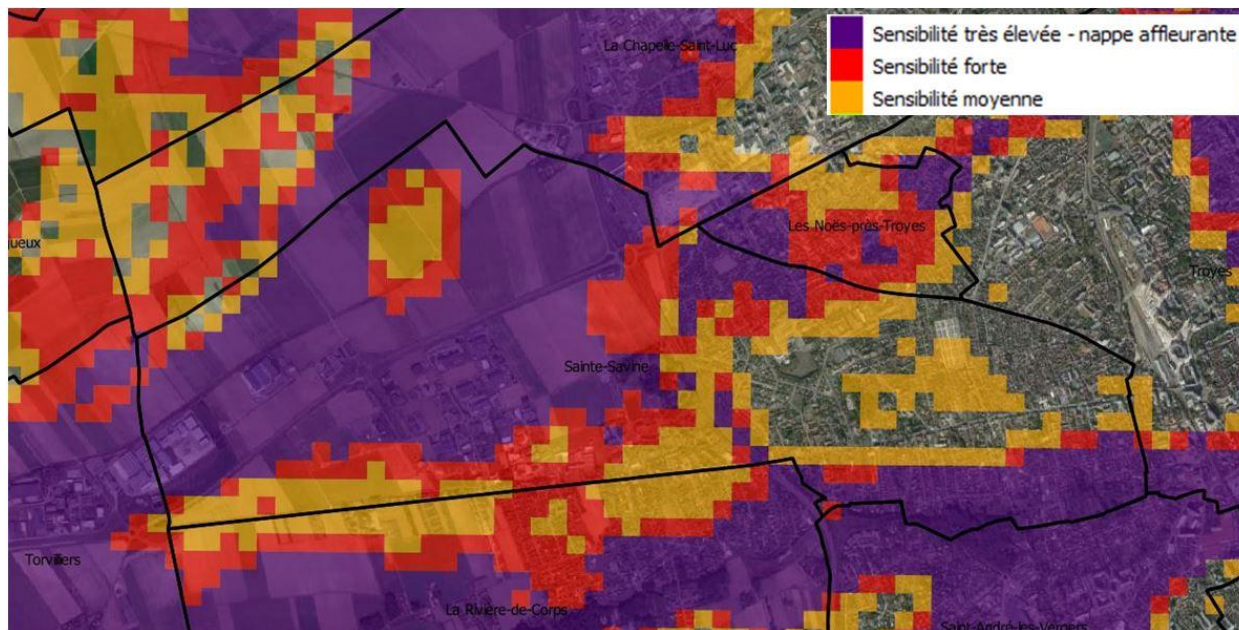 Sensibilité très élevée - nappe affleurante
Sensibilité forte
Sensibilité moyenne
La Chapelle-Saint-Luc
Les Noës-près-Troyes
ueux
Troyes
Sainte-Savine
Torvilliers
La Rivière-de-Corps
Saint-André-les-Vergers